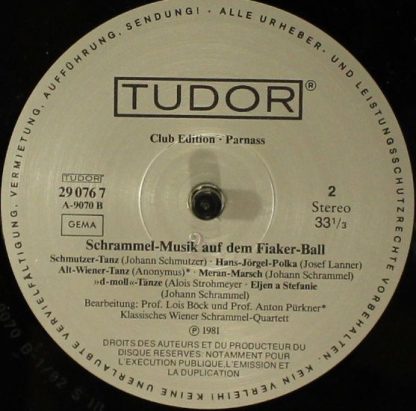 VERMIETUNG, AUFFÜHRUNG, SENDUNG! · ALLE URHEBER- UND LEISTUNGSSCHUTZRECHTE VORBEHALTEN. KEIN VERLEIH! KEINE UNERLAUBTE VERVIELFÄLTIGUNG,
TUDOR®
Club Edition · Parnass
TUDOR
29 076 7
A-9070 B
GEMA
2
Stereo
33 1/3
Schrammel-Musik auf dem Fiaker-Ball
Schmutzer-Tanz (Johann Schmutzer) · Hans-Jörgel-Polka (Josef Lanner)
Alt-Wiener-Tanz (Anonymus)* · Meran-Marsch (Johann Schrammel)
»d-moll«-Tänze (Alois Strohmeyer) · Eljen a Stefanie
(Johann Schrammel)
Bearbeitung: Prof. Lois Böck und Prof. Anton Pürkner*
Klassisches Wiener Schrammel-Quartett
Ⓟ 1981
DROITS DES AUTEURS ET DU PRODUCTEUR DU
DISQUE RESERVES: NOTAMMENT POUR
L'EXECUTION PUBLIQUE, L'EMISSION ET
LA DUPLICATION